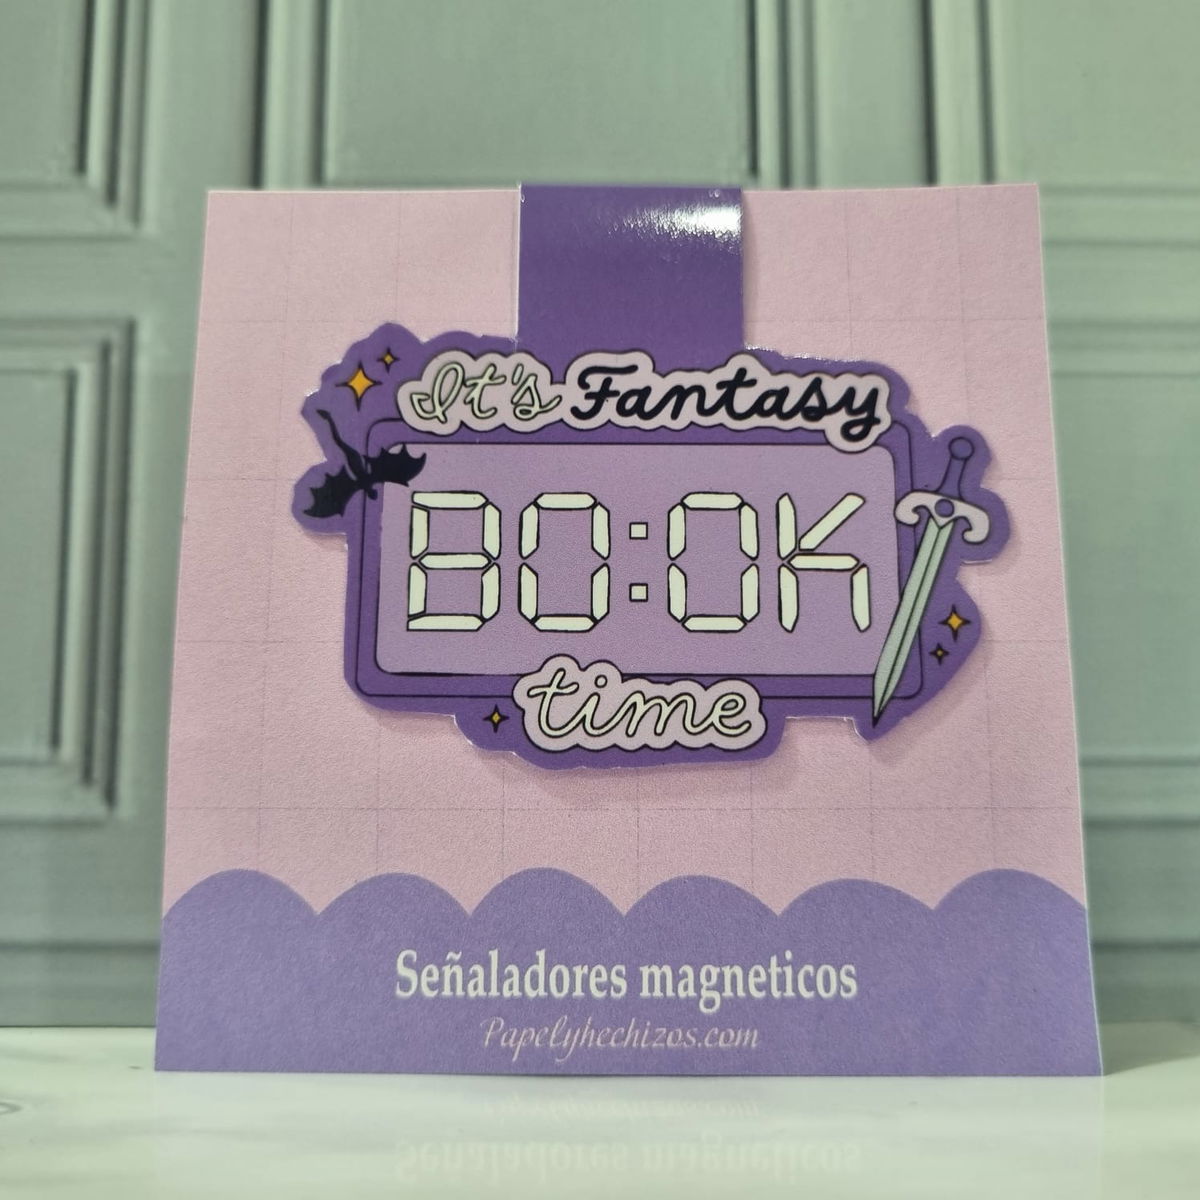 It's Fantasy
BO:OK
time
Señaladores magneticos
Papelyhechizos.com